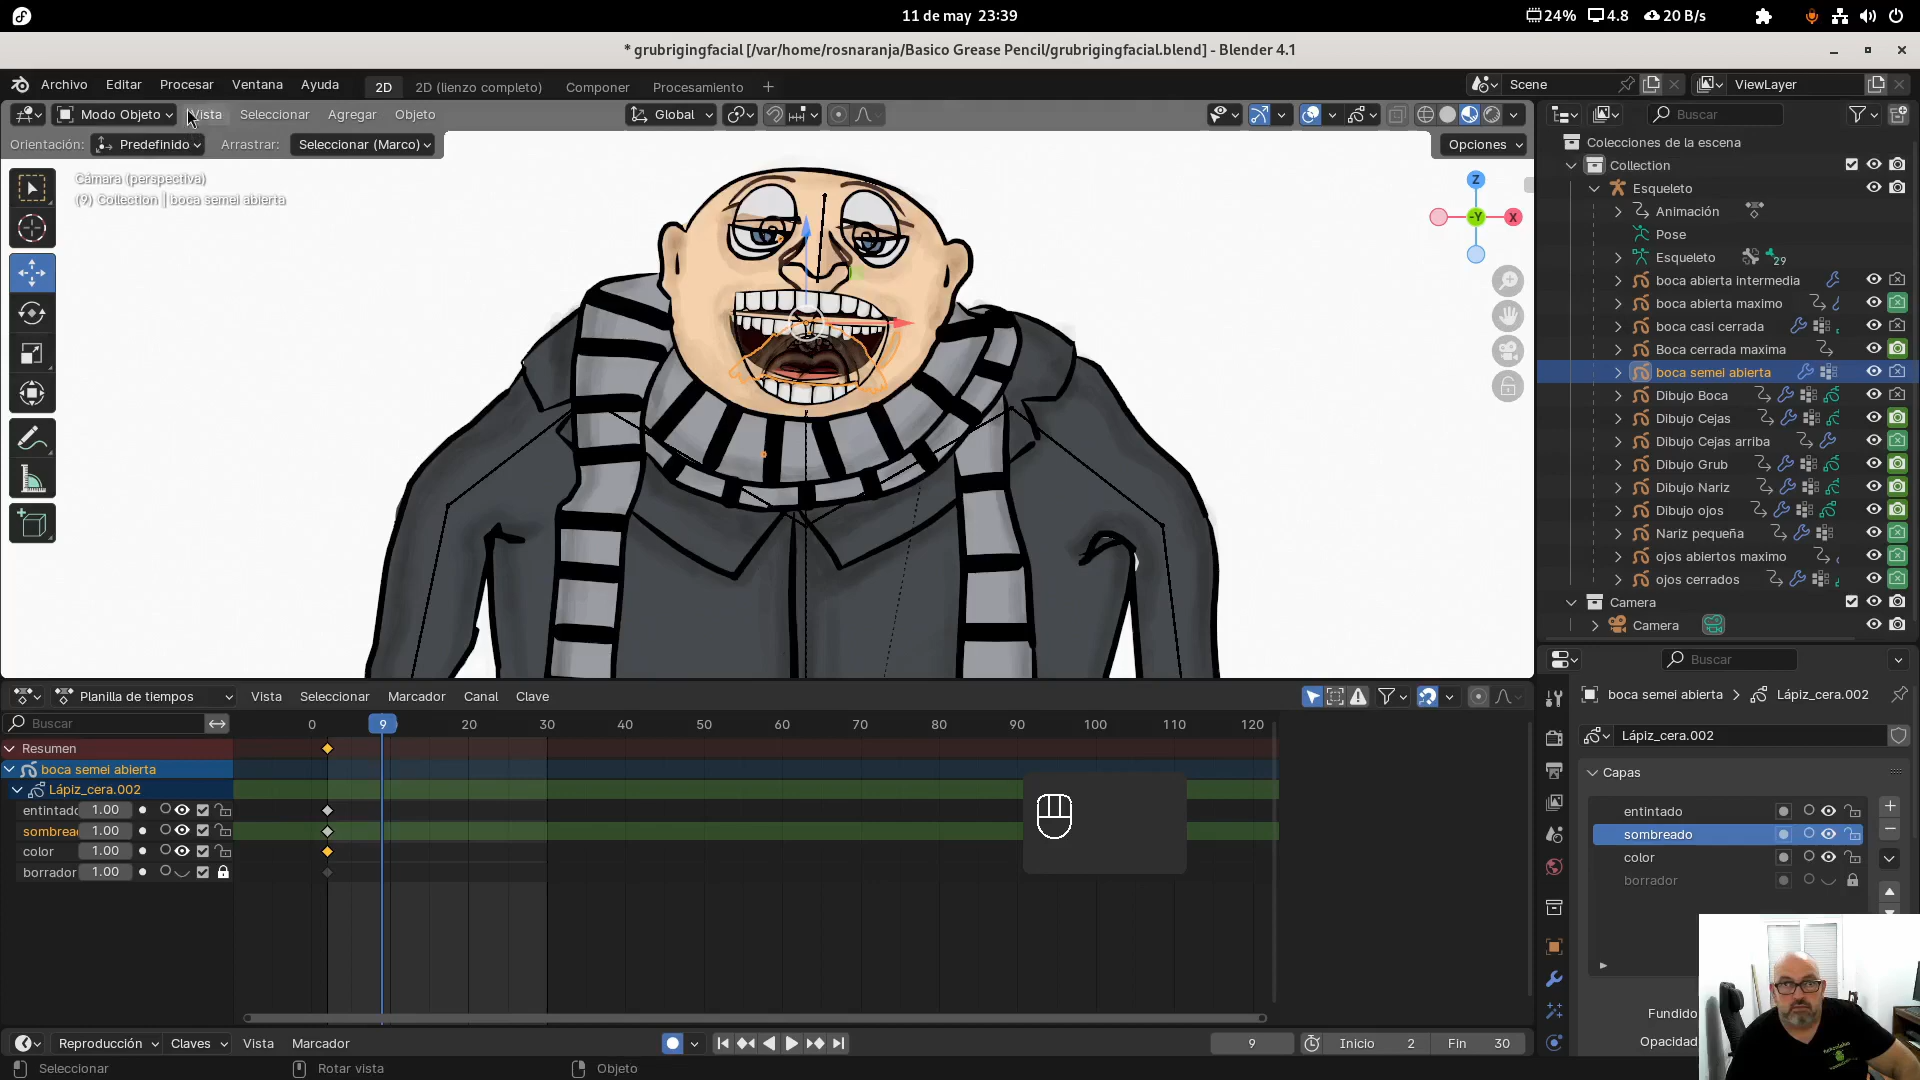 11 de may 23:39
24% 4.8 20 B/s
* grubrigingfacial [/var/home/rosnaranja/Basico Grease Pencil/grubrigingfacial.blend] - Blender 4.1
Archivo Editar Procesar Ventana Ayuda 2D 2D (lienzo completo) Componer Procesamiento + Scene ViewLayer
Modo Objeto Vista Seleccionar Agregar Objeto Global Buscar
Orientación: Predefinido Arrastrar: Seleccionar (Marco) Opciones
Cámara (perspectiva)
(9) Collection | boca semei abierta
Z
-Y X
Colecciones de la escena
Collection
Esqueleto
Animación
Pose
Esqueleto 29
boca abierta intermedia
boca abierta maximo
boca casi cerrada
Boca cerrada maxima
boca semei abierta
Dibujo Boca
Dibujo Cejas
Dibujo Cejas arriba
Dibujo Grub
Dibujo Nariz
Dibujo ojos
Nariz pequeña
ojos abiertos maximo
ojos cerrados
Camera
Camera
Buscar
boca semei abierta > Lápiz_cera.002
Lápiz_cera.002
Capas
entintado
sombreado
color
borrador
Fundido
Opacidad
Planilla de tiempos Vista Seleccionar Marcador Canal Clave
Buscar 0 9 20 30 40 50 60 70 80 90 100 110 120
Resumen
boca semei abierta
Lápiz_cera.002
entintado 1.00
sombread 1.00
color 1.00
borrador 1.00
Reproducción Claves Vista Marcador 9 Inicio 2 Fin 30
Seleccionar Rotar vista Objeto